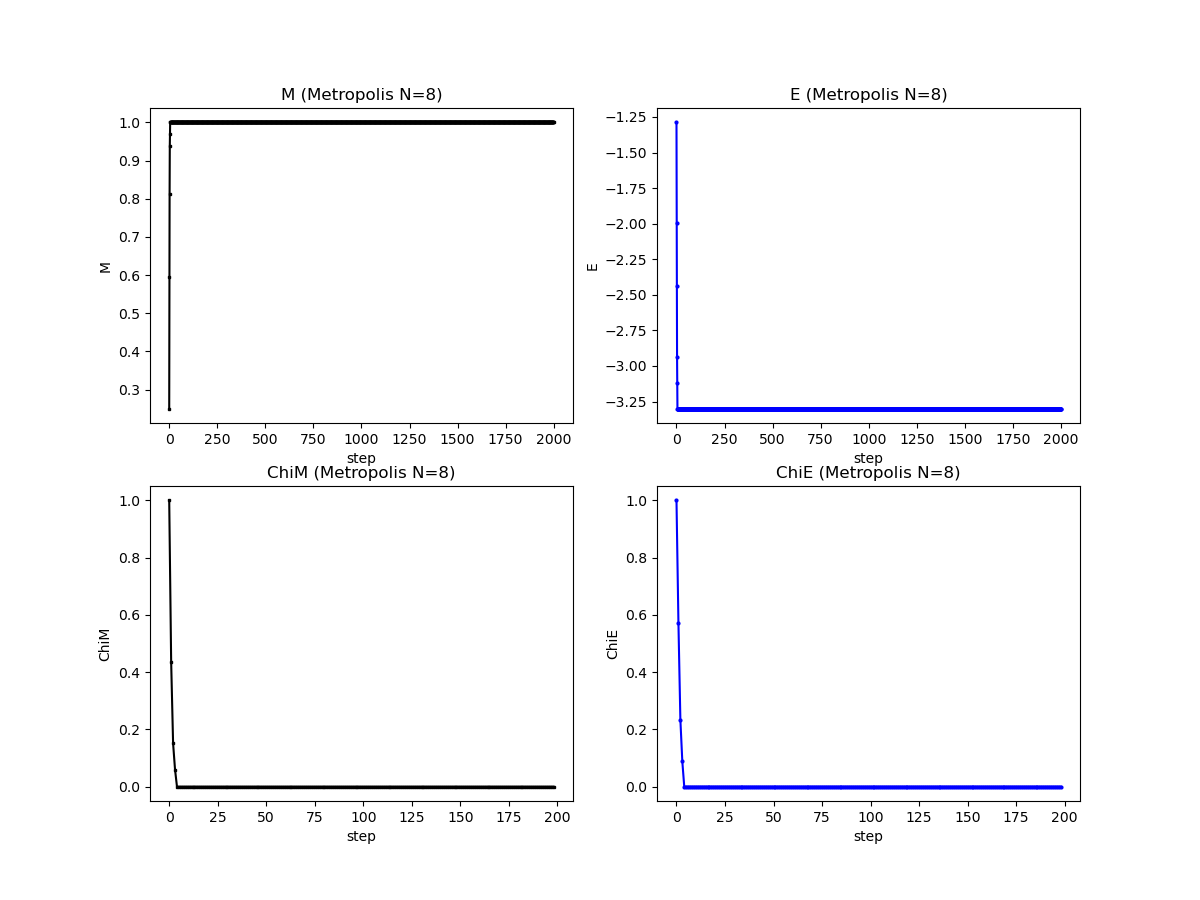 M (Metropolis N=8)
1.0
0.9
0.8
0.7
0.6
0.5
0.4
0.3
M
0 250 500 750 1000 1250 1500 1750 2000
step
E (Metropolis N=8)
−1.25
−1.50
−1.75
−2.00
−2.25
−2.50
−2.75
−3.00
−3.25
E
0 250 500 750 1000 1250 1500 1750 2000
step
ChiM (Metropolis N=8)
1.0
0.8
0.6
0.4
0.2
0.0
ChiM
0 25 50 75 100 125 150 175 200
step
ChiE (Metropolis N=8)
1.0
0.8
0.6
0.4
0.2
0.0
ChiE
0 25 50 75 100 125 150 175 200
step